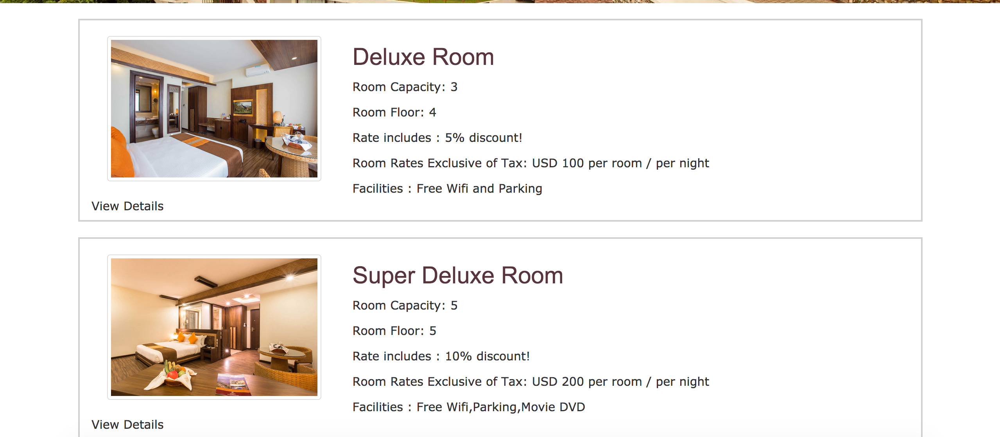 Deluxe Room
Room Capacity: 3
Room Floor: 4
Rate includes : 5% discount!
Room Rates Exclusive of Tax: USD 100 per room / per night
Facilities : Free Wifi and Parking
View Details
Super Deluxe Room
Room Capacity: 5
Room Floor: 5
Rate includes : 10% discount!
Room Rates Exclusive of Tax: USD 200 per room / per night
Facilities : Free Wifi,Parking,Movie DVD
View Details